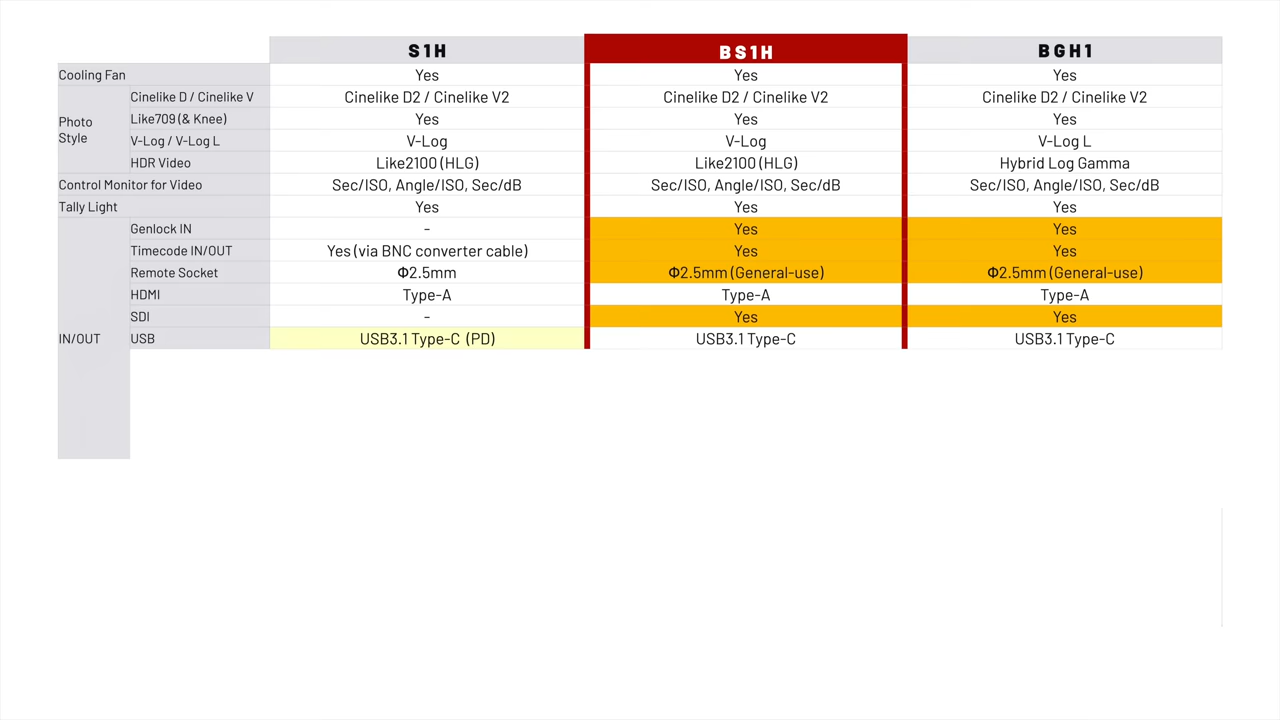 S1H BS1H BGH1
Cooling Fan Yes Yes Yes
Photo Style
Cinelike D / Cinelike V Cinelike D2 / Cinelike V2 Cinelike D2 / Cinelike V2 Cinelike D2 / Cinelike V2
Like709 (& Knee) Yes Yes Yes
V-Log / V-Log L V-Log V-Log V-Log L
HDR Video Like2100 (HLG) Like2100 (HLG) Hybrid Log Gamma
Control Monitor for Video Sec/ISO, Angle/ISO, Sec/dB Sec/ISO, Angle/ISO, Sec/dB Sec/ISO, Angle/ISO, Sec/dB
Tally Light Yes Yes Yes
Genlock IN - Yes Yes
Timecode IN/OUT Yes (via BNC converter cable) Yes Yes
Remote Socket Φ2.5mm Φ2.5mm (General-use) Φ2.5mm (General-use)
HDMI Type-A Type-A Type-A
SDI - Yes Yes
IN/OUT USB USB3.1 Type-C (PD) USB3.1 Type-C USB3.1 Type-C